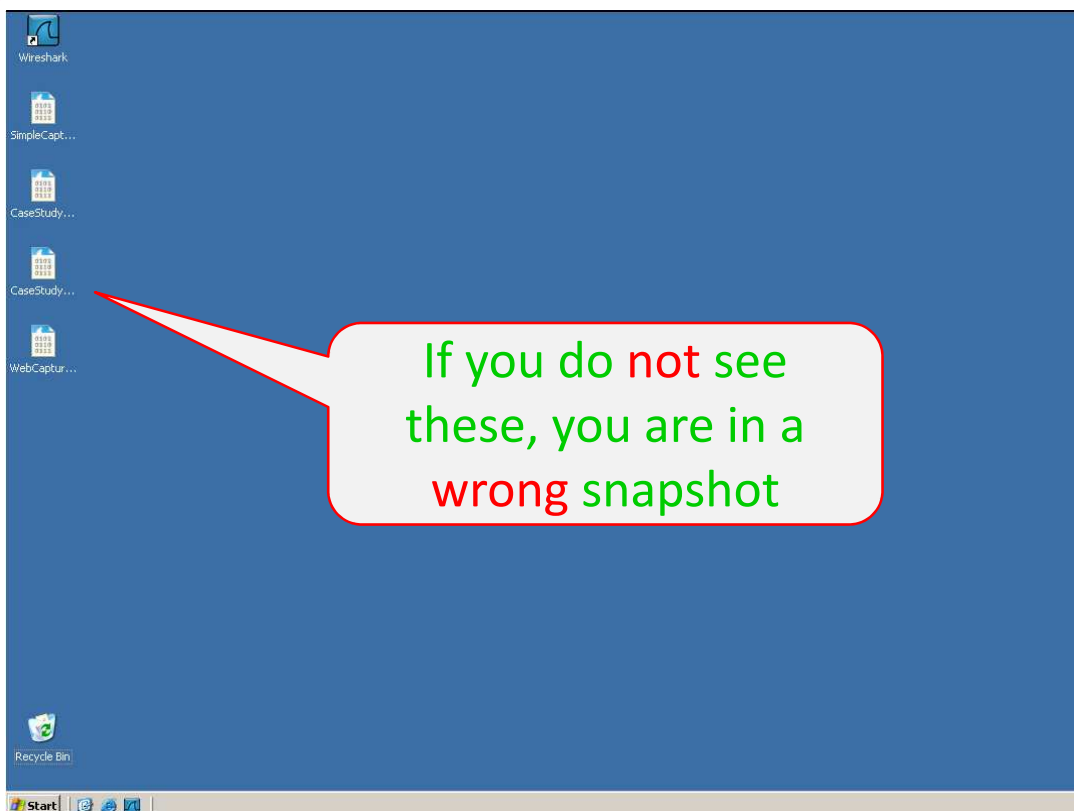 Wireshark
SimpleCapt...
CaseStudy...
CaseStudy...
WebCaptur...
If you do not see
these, you are in a
wrong snapshot
Recycle Bin
Start